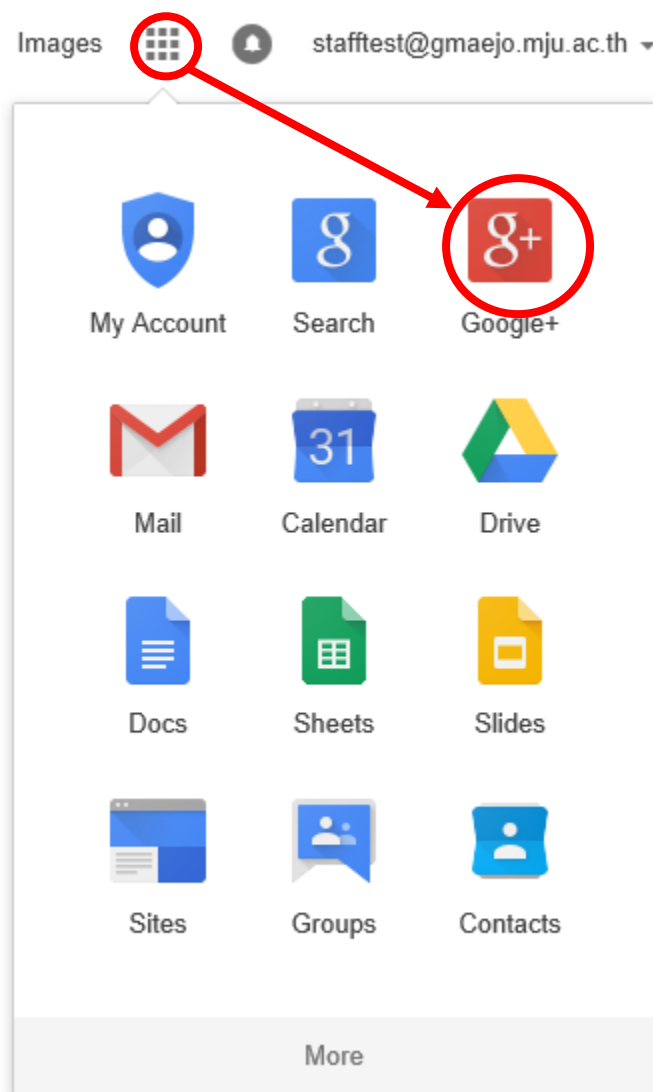 Images stafftest@gmaejo.mju.ac.th
g g+
My Account Search Google+
31
Mail Calendar Drive
Docs Sheets Slides
Sites Groups Contacts
More